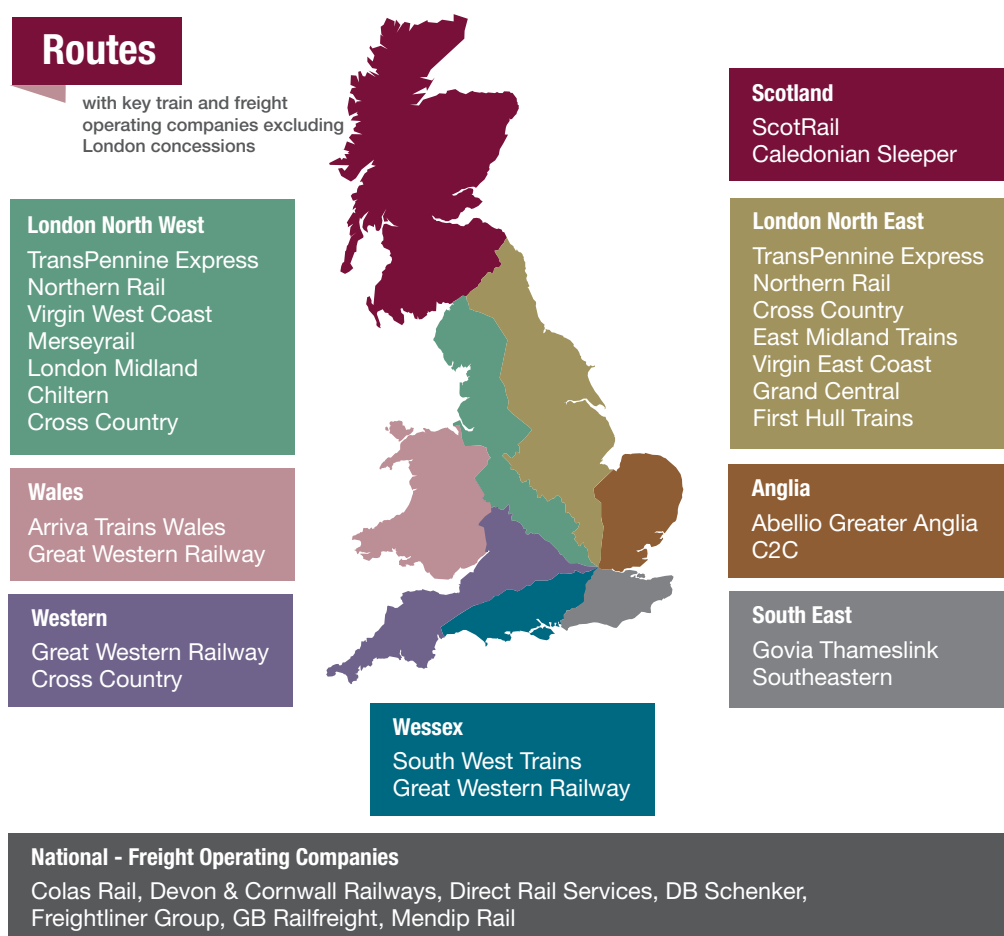 Routes
with key train and freight
operating companies excluding
London concessions
Scotland
ScotRail
Caledonian Sleeper
London North West
TransPennine Express
Northern Rail
Virgin West Coast
Merseyrail
London Midland
Chiltern
Cross Country
London North East
TransPennine Express
Northern Rail
Cross Country
East Midland Trains
Virgin East Coast
Grand Central
First Hull Trains
Wales
Arriva Trains Wales
Great Western Railway
Anglia
Abellio Greater Anglia
C2C
Western
Great Western Railway
Cross Country
South East
Govia Thameslink
Southeastern
Wessex
South West Trains
Great Western Railway
National - Freight Operating Companies
Colas Rail, Devon & Cornwall Railways, Direct Rail Services, DB Schenker,
Freightliner Group, GB Railfreight, Mendip Rail